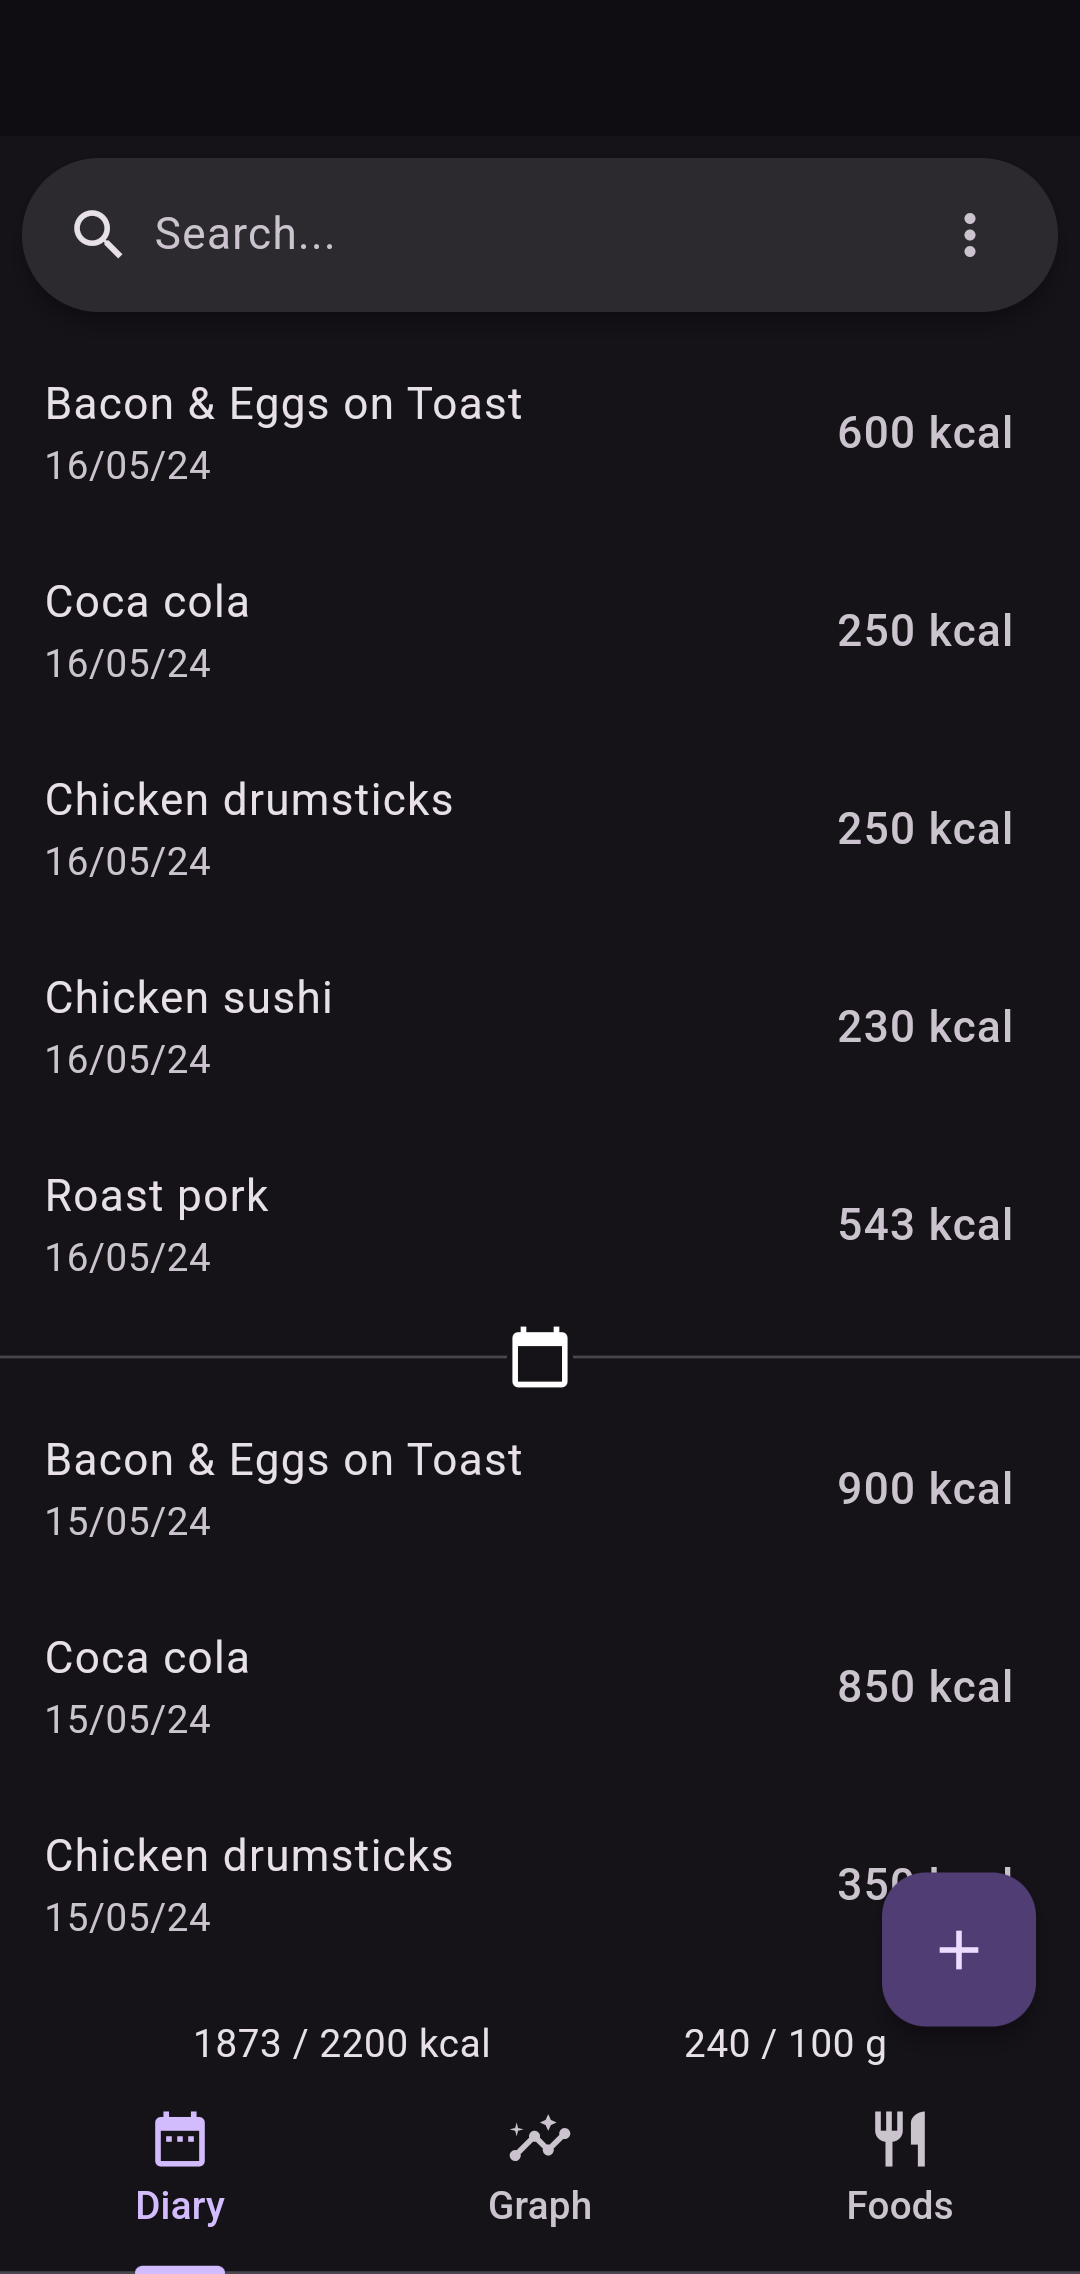 Search...
Bacon & Eggs on Toast
600 kcal
16/05/24
Coca cola
250 kcal
16/05/24
Chicken drumsticks
250 kcal
16/05/24
Chicken sushi
230 kcal
16/05/24
Roast pork
543 kcal
16/05/24
Bacon & Eggs on Toast
900 kcal
15/05/24
Coca cola
850 kcal
15/05/24
Chicken drumsticks
350
15/05/24
1873 / 2200 kcal
240 / 100 g
Diary
Graph
Foods